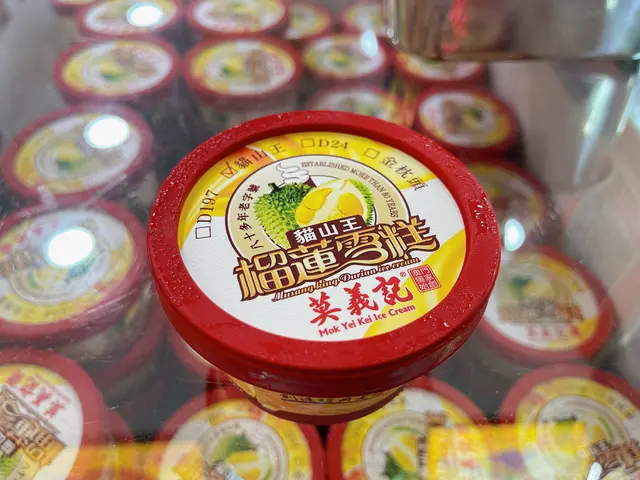 □D197 ☑貓山王 □D24 □金枕頭
八十多年老字號
ESTABLISHED MORE THAN 80 YEARS
貓山王
榴蓮雪糕
Musang King Durian ice cream
莫義記®
澳門
Mok Yei Kei Ice Cream